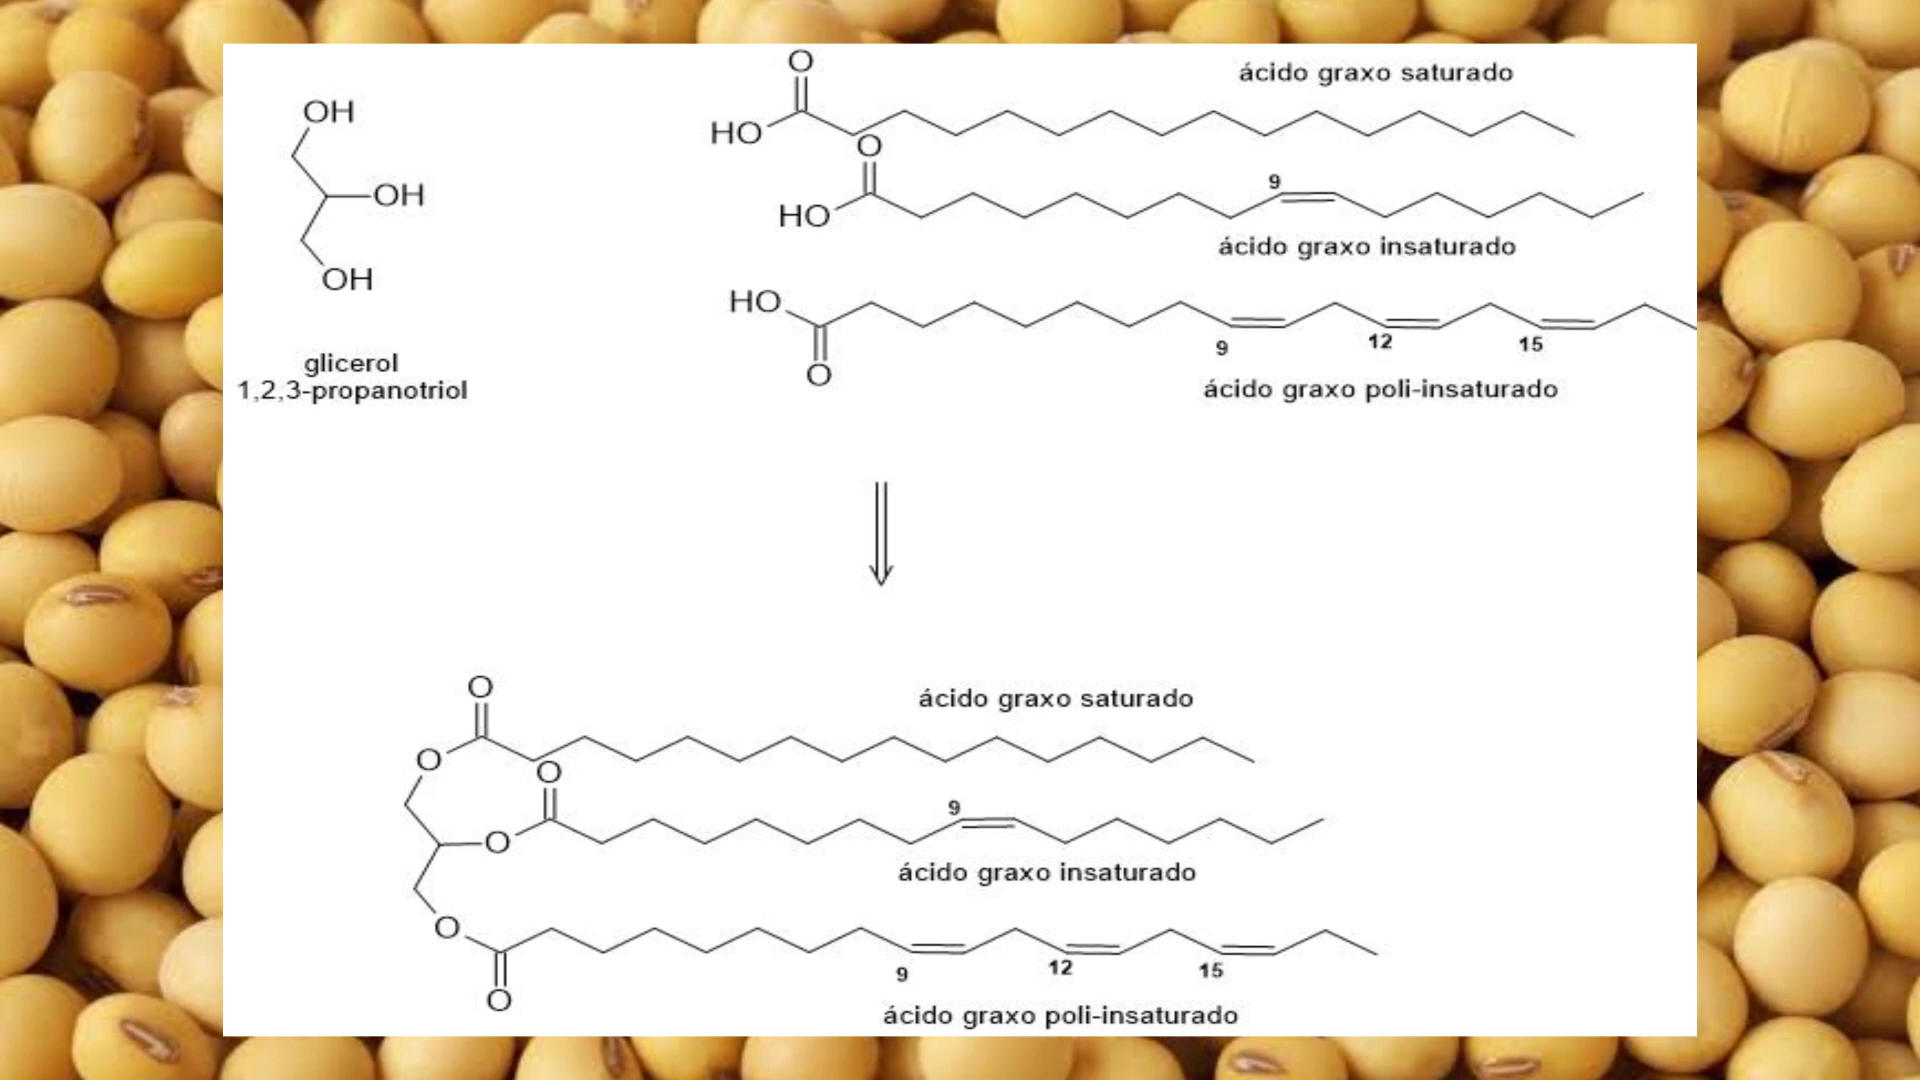 O
ácido graxo saturado
OH
HO
O
OH
9
HO
ácido graxo insaturado
OH
HO
9
12
15
O
glicerol
1,2,3-propanotriol
ácido graxo poli-insaturado
O
ácido graxo saturado
O
O
9
O
ácido graxo insaturado
O
9
12
15
O
ácido graxo poli-insaturado